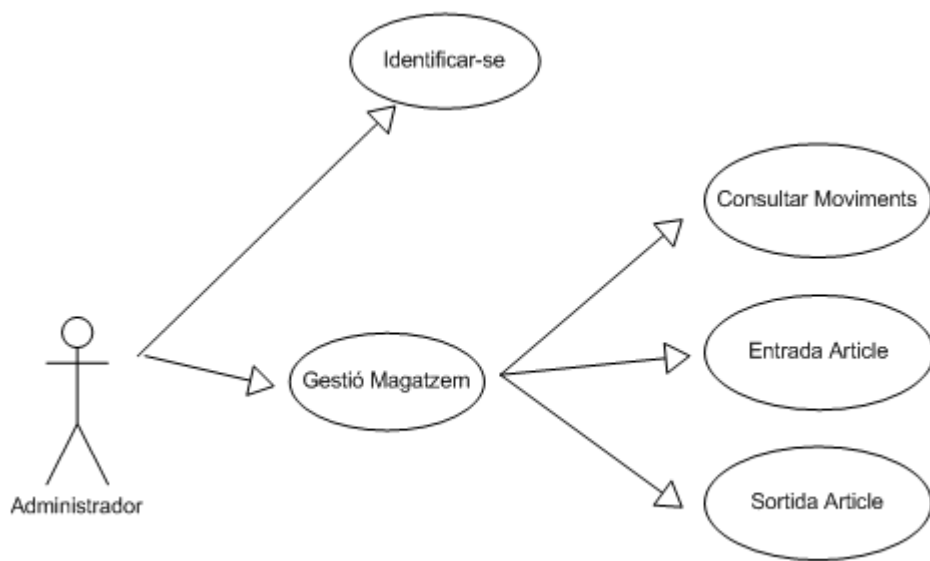 Identificar-se
Consultar Moviments
Entrada Article
Gestió Magatzem
Sortida Article
Administrador